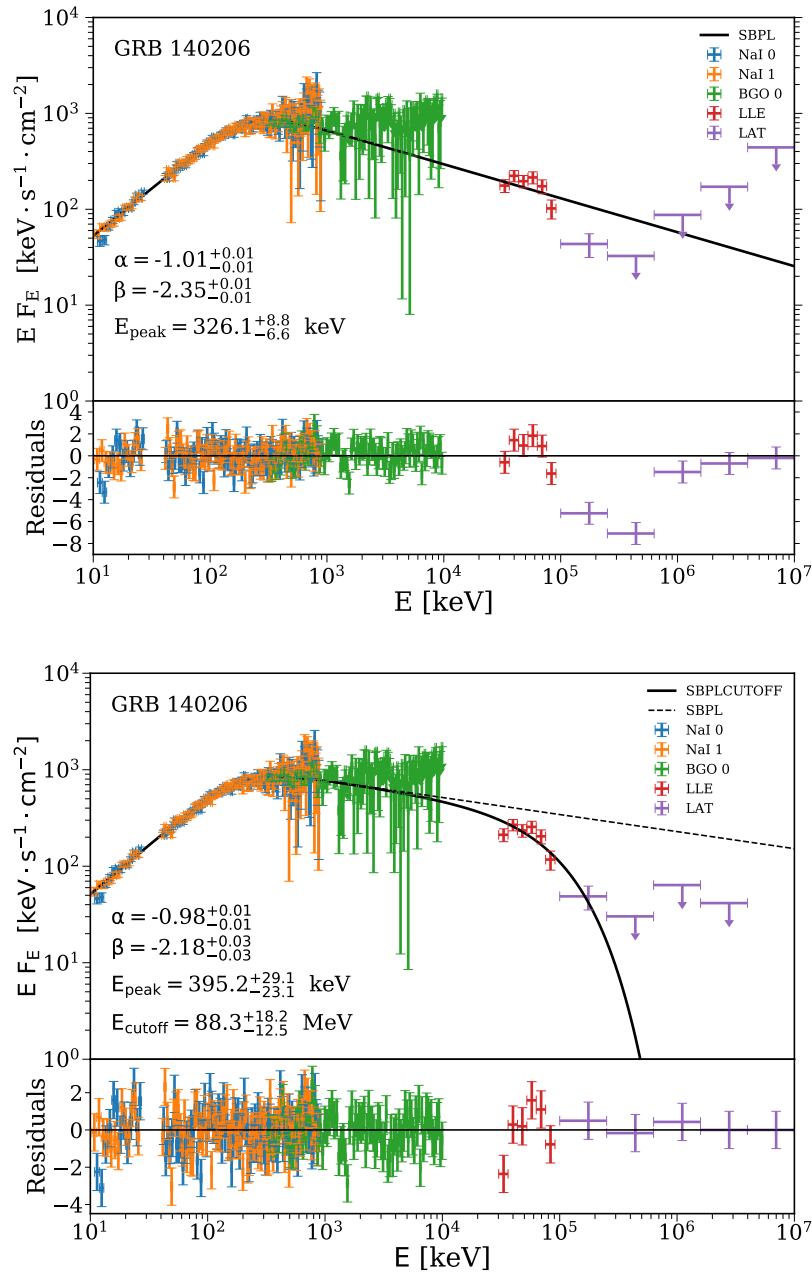 GRB 140206
SBPL
NaI 0
NaI 1
BGO 0
LLE
LAT
10^4
10^3
10^2
10^1
10^0
E F_E [keV · s^−1 · cm^−2]
α = -1.01^{+0.01}_{−0.01}
β = -2.35^{+0.01}_{−0.01}
E_peak = 326.1^{+8.8}_{−6.6} keV
4
2
0
−2
−4
−6
−8
Residuals
10^1 10^2 10^3 10^4 10^5 10^6 10^7
E [keV]
GRB 140206
SBPLCUTOFF
SBPL
NaI 0
NaI 1
BGO 0
LLE
LAT
10^4
10^3
10^2
10^1
10^0
E F_E [keV · s^−1 · cm^−2]
α = -0.98^{+0.01}_{−0.01}
β = -2.18^{+0.03}_{−0.03}
E_peak = 395.2^{+29.1}_{−23.1} keV
E_cutoff = 88.3^{+18.2}_{−12.5} MeV
2
0
−2
−4
Residuals
10^1 10^2 10^3 10^4 10^5 10^6 10^7
E [keV]